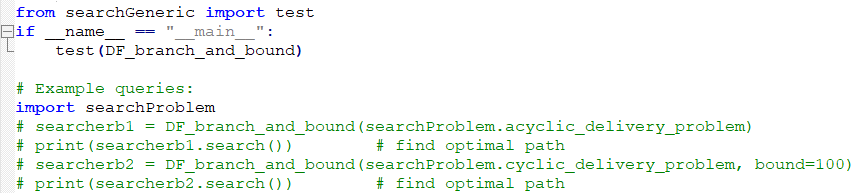 from searchGeneric import test
if __name__ == "__main__":
    test(DF_branch_and_bound)

# Example queries:
import searchProblem
# searcherb1 = DF_branch_and_bound(searchProblem.acyclic_delivery_problem)
# print(searcherb1.search())        # find optimal path
# searcherb2 = DF_branch_and_bound(searchProblem.cyclic_delivery_problem, bound=100)
# print(searcherb2.search())        # find optimal path